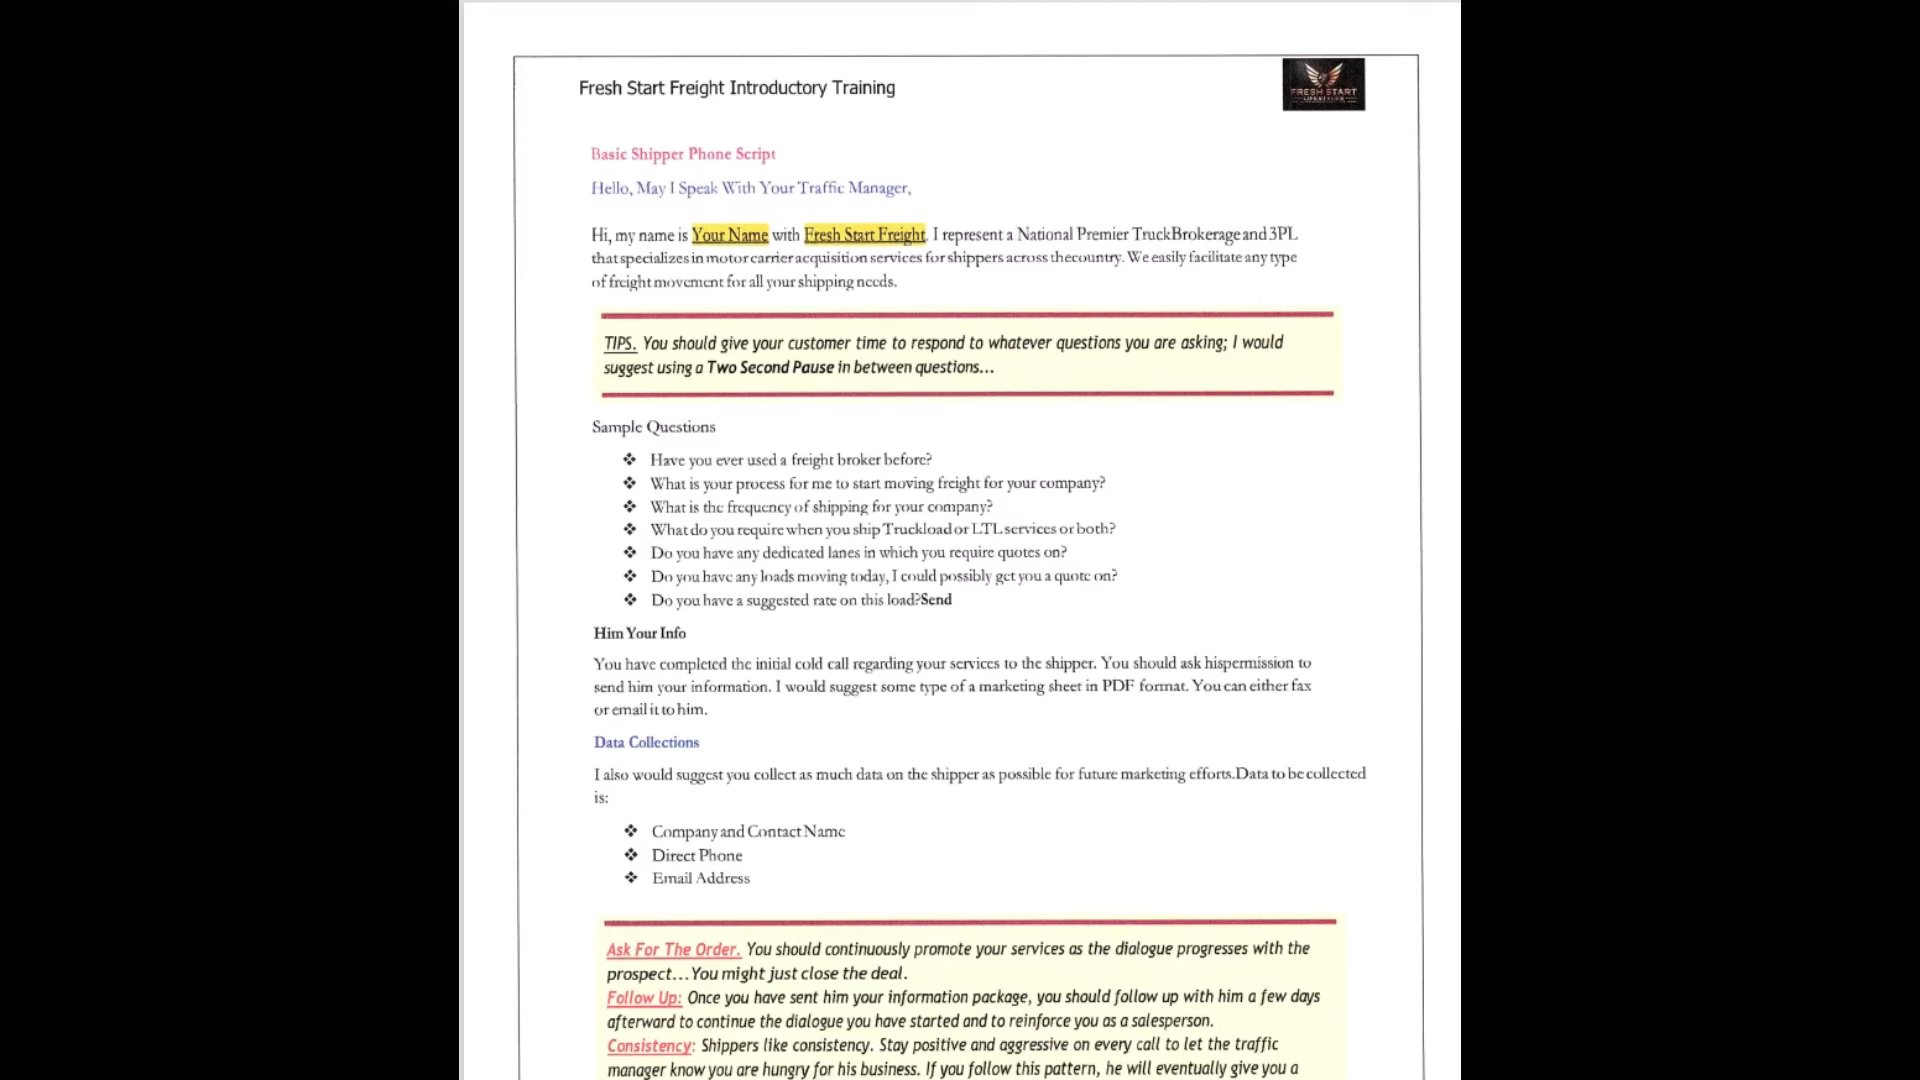 Fresh Start Freight Introductory Training
FRESH START
LIFESTYLES
Basic Shipper Phone Script
Hello, May I Speak With Your Traffic Manager,
Hi, my name is Your Name with Fresh Start Freight. I represent a National Premier TruckBrokerage and 3PL
that specializes in motor carrier acquisition services for shippers across thecountry. We easily facilitate any type
of freight movement for all your shipping needs.
TIPS. You should give your customer time to respond to whatever questions you are asking; I would
suggest using a Two Second Pause in between questions...
Sample Questions
❖ Have you ever used a freight broker before?
❖ What is your process for me to start moving freight for your company?
❖ What is the frequency of shipping for your company?
❖ What do you require when you ship Truckload or LTL services or both?
❖ Do you have any dedicated lanes in which you require quotes on?
❖ Do you have any loads moving today, I could possibly get you a quote on?
❖ Do you have a suggested rate on this load?Send
Him Your Info
You have completed the initial cold call regarding your services to the shipper. You should ask hispermission to
send him your information. I would suggest some type of a marketing sheet in PDF format. You can either fax
or email it to him.
Data Collections
I also would suggest you collect as much data on the shipper as possible for future marketing efforts.Data to be collected
is:
❖ Company and Contact Name
❖ Direct Phone
❖ Email Address
Ask For The Order. You should continuously promote your services as the dialogue progresses with the
prospect...You might just close the deal.
Follow Up: Once you have sent him your information package, you should follow up with him a few days
afterward to continue the dialogue you have started and to reinforce you as a salesperson.
Consistency: Shippers like consistency. Stay positive and aggressive on every call to let the traffic
manager know you are hungry for his business. If you follow this pattern, he will eventually give you a